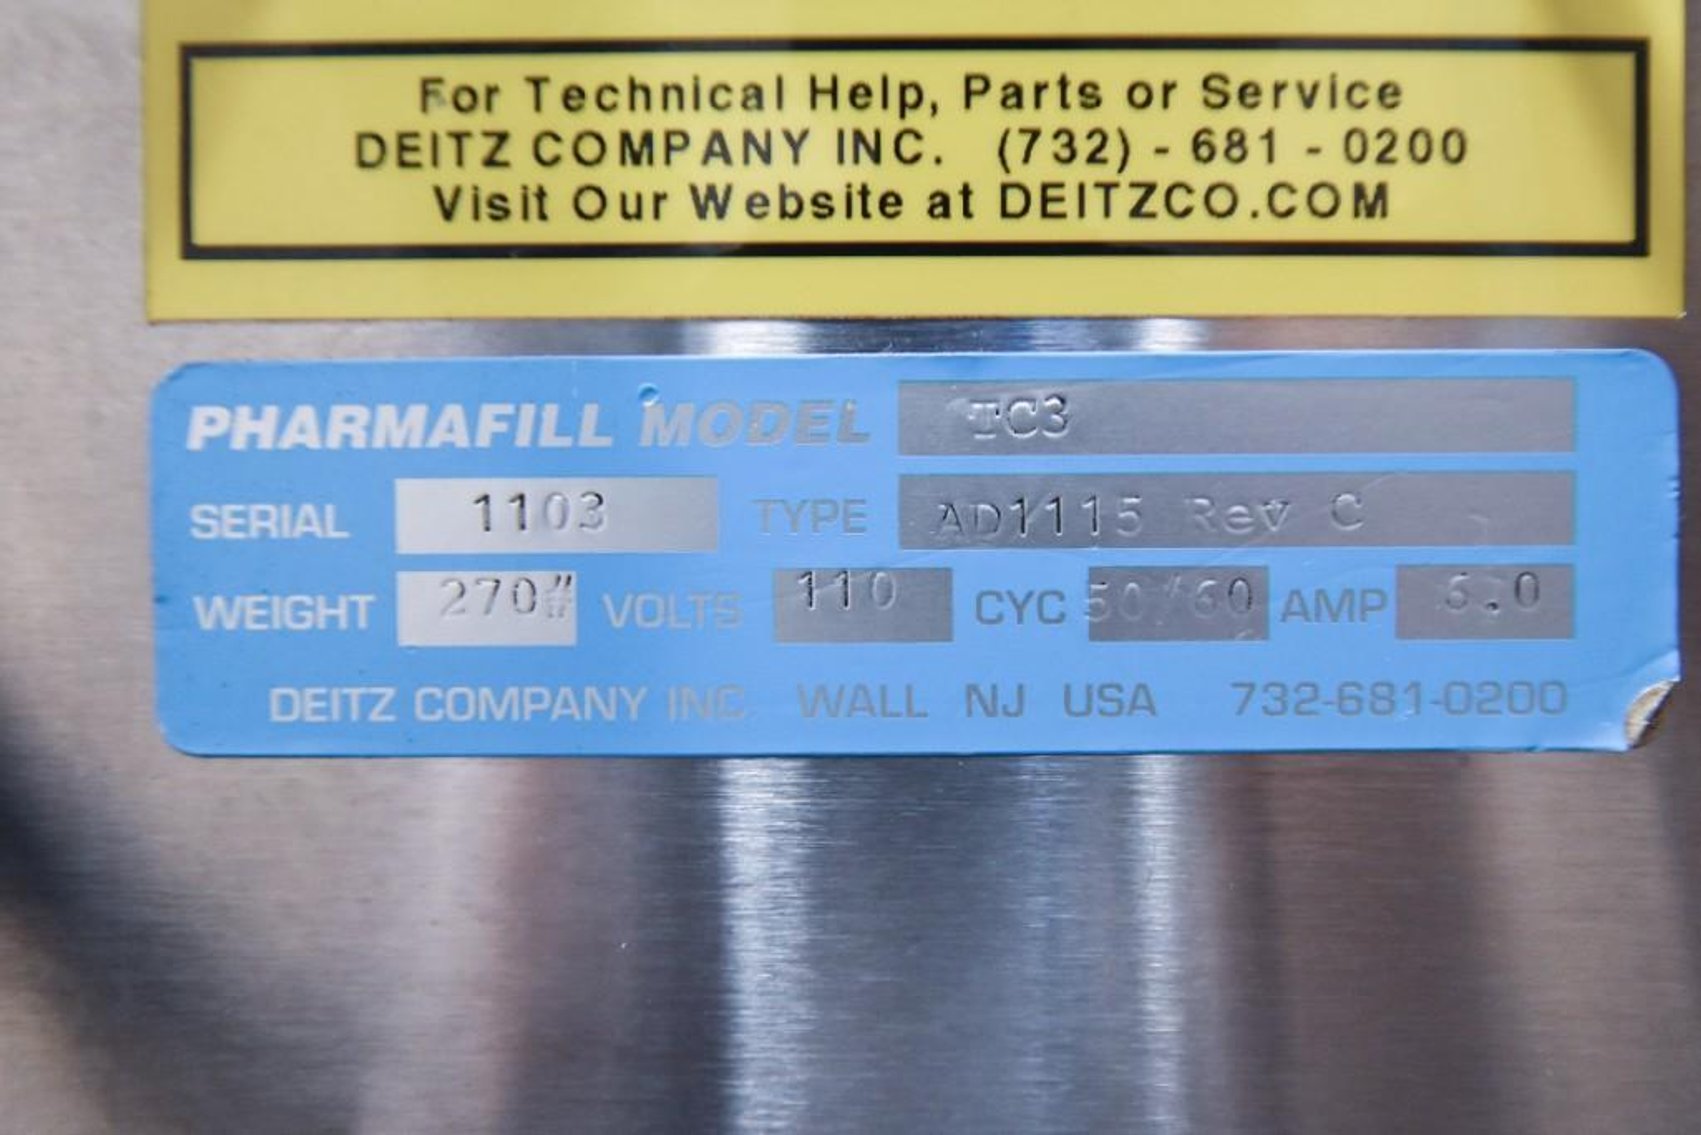 For Technical Help, Parts or Service
DEITZ COMPANY INC. (732) - 681 - 0200
Visit Our Website at DEITZCO.COM
PHARMAFILL MODEL TC3
SERIAL 1103 TYPE AD1115 Rev C
WEIGHT 270# VOLTS 110 CYC 50/60 AMP 6.0
DEITZ COMPANY INC. WALL NJ USA 732-681-0200